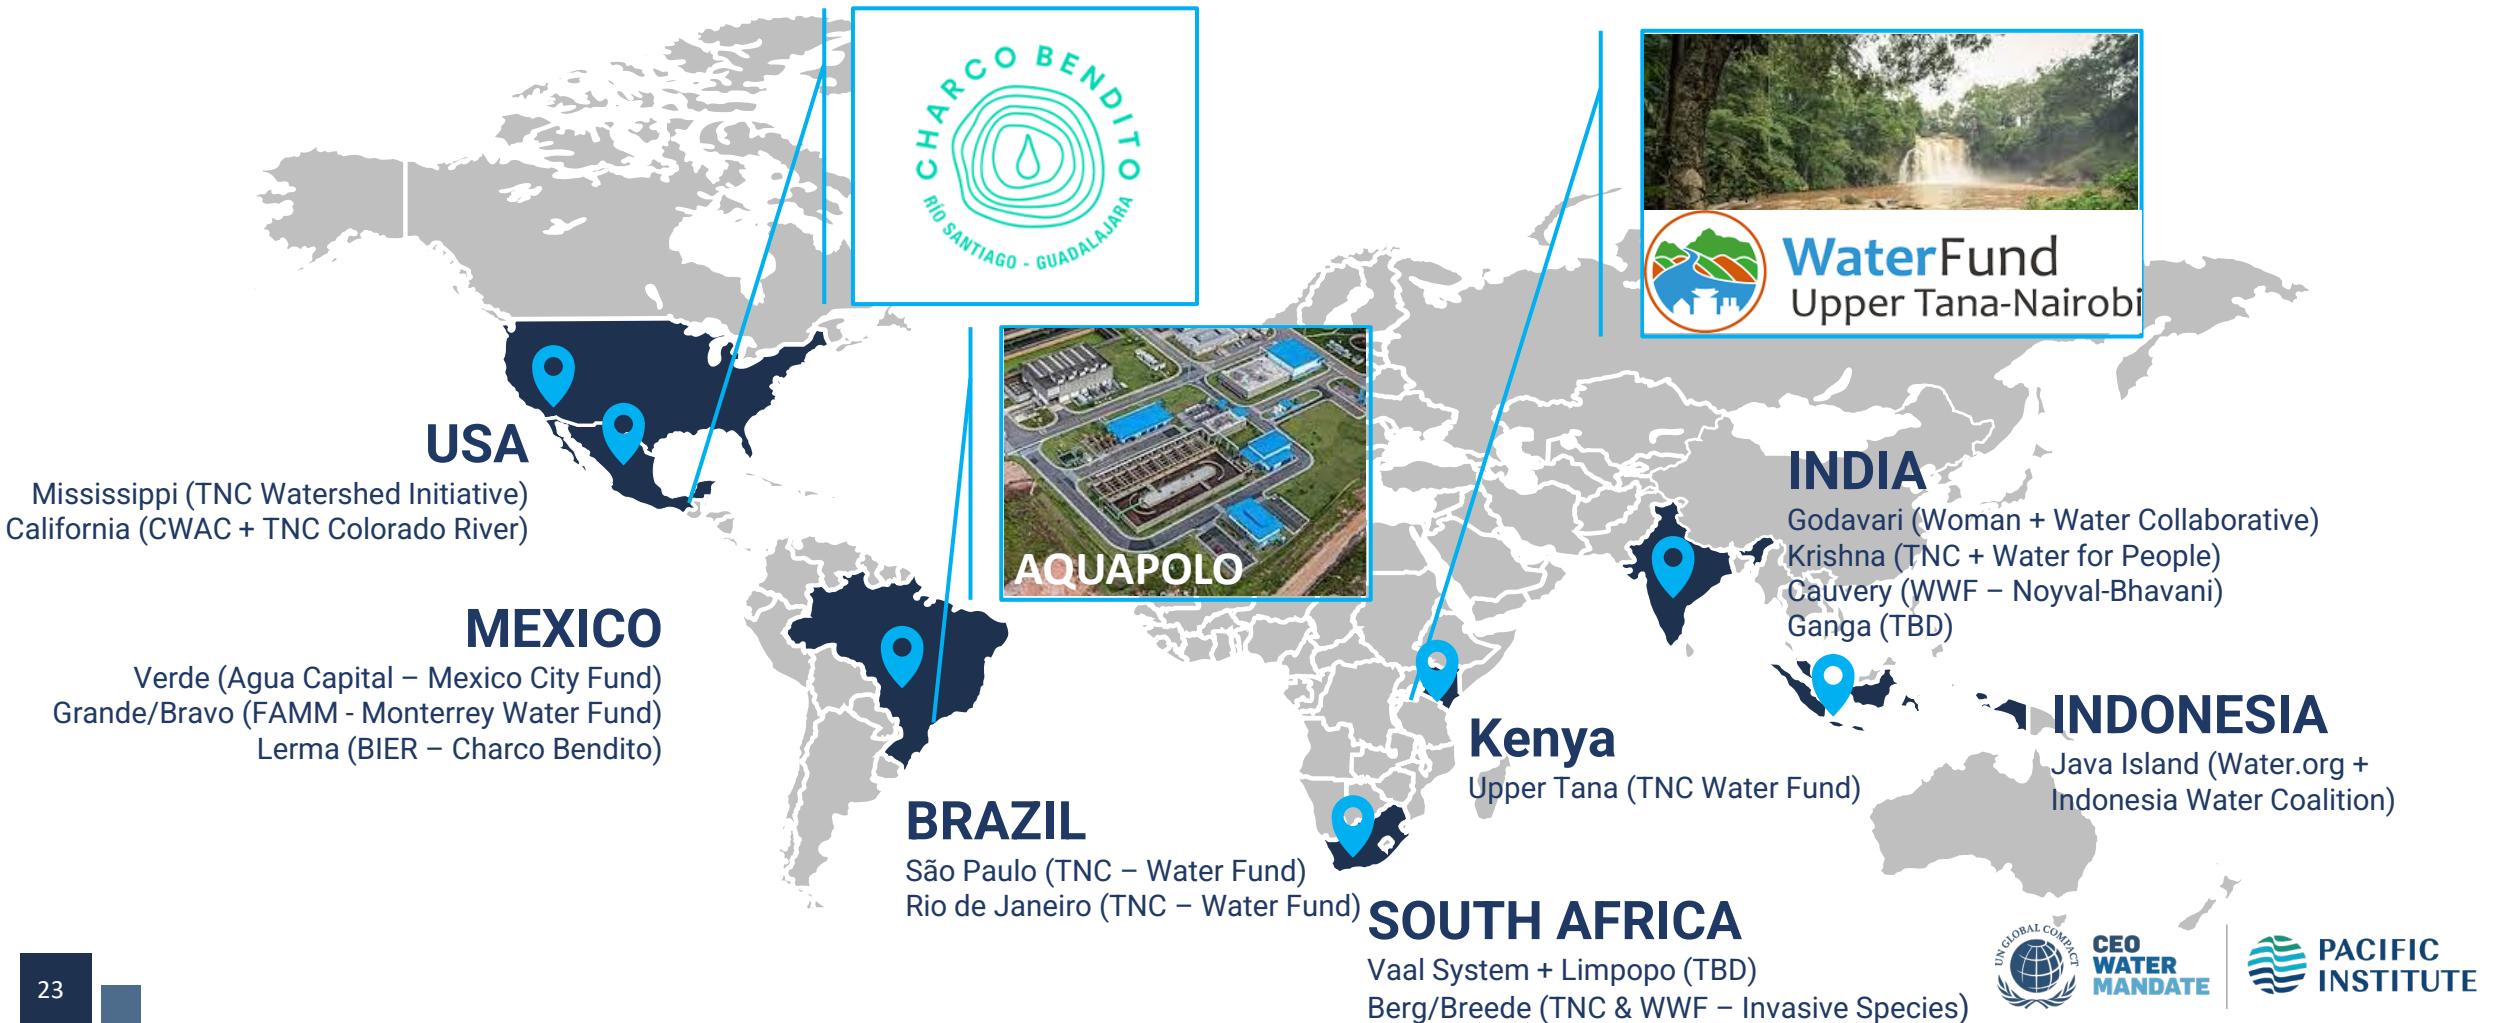 CHARCO BENDITO
RÍO SANTIAGO - GUADALAJARA
WaterFund
Upper Tana-Nairobi
AQUAPOLO
USA
Mississippi (TNC Watershed Initiative)
California (CWAC + TNC Colorado River)
MEXICO
Verde (Agua Capital – Mexico City Fund)
Grande/Bravo (FAMM - Monterrey Water Fund)
Lerma (BIER – Charco Bendito)
BRAZIL
São Paulo (TNC – Water Fund)
Rio de Janeiro (TNC – Water Fund)
INDIA
Godavari (Woman + Water Collaborative)
Krishna (TNC + Water for People)
Cauvery (WWF – Noyval-Bhavani)
Ganga (TBD)
INDONESIA
Java Island (Water.org +
Indonesia Water Coalition)
Kenya
Upper Tana (TNC Water Fund)
SOUTH AFRICA
Vaal System + Limpopo (TBD)
Berg/Breede (TNC & WWF – Invasive Species)
23
UN GLOBAL COMPACT
CEO
WATER
MANDATE
PACIFIC
INSTITUTE